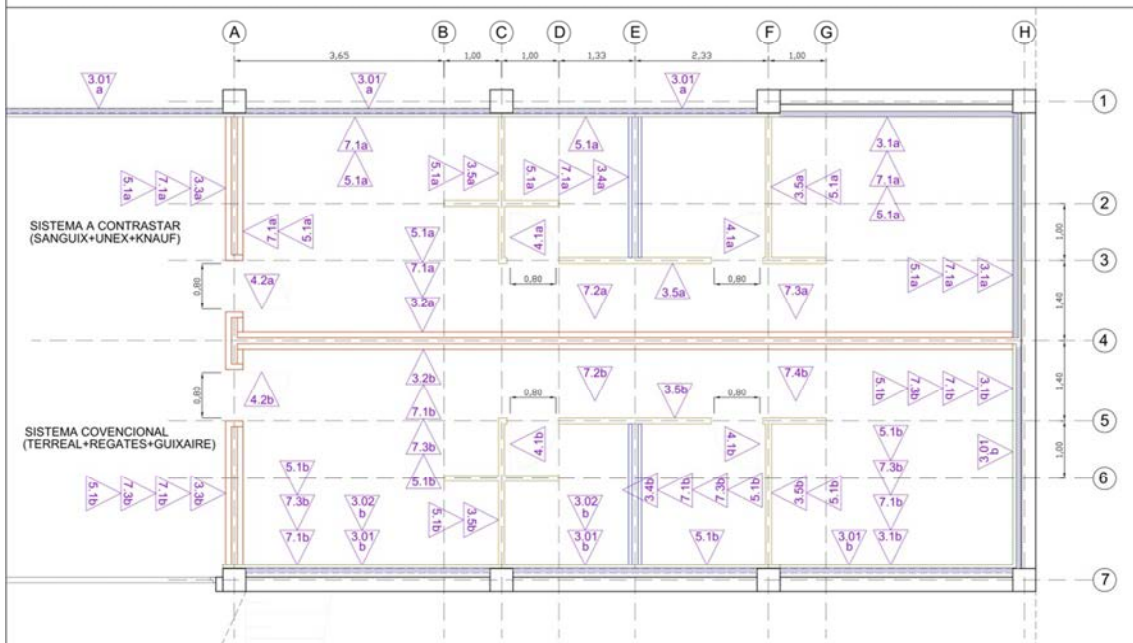 A B C D E F G H
3,65 1,00 1,00 1,33 2,33 1,00
3.01 a 3.01 a 3.01 a
1
7.1a 5.1a 3.1a
5.1a 7.1a 3.3a 5.1a 5.1a 3.5a 5.1a 7.1a 3.4a 3.5a 5.1a 7.1a 5.1a
2
SISTEMA A CONTRASTAR
(SANGUIX+UNEX+KNAUF)
7.1a 5.1a 5.1a 4.1a 4.1a 1,00
3
0,80 4.2a 7.1a 0,80 3.5a 0,80 5.1a 7.1a 3.1a
3.2a 7.2a 7.3a 1,40
4
3.2b 7.2b 7.4b 1,40
0,80 4.2b 7.1b 0,80 3.5b 0,80 5.1b 7.3b 7.1b 3.1b
5
SISTEMA COVENCIONAL
(TERREAL+REGATES+GUIXAIRE)
7.3b 4.1b 4.1b 5.1b 3.01 b 1,00
5.1b 5.1b 7.3b
6
5.1b 7.3b 7.1b 3.3b 3.4b 7.1b 7.3b 5.1b 3.5b 5.1b
7.3b 3.02 b 5.1b 3.5b 3.02 b 7.1b
7.1b 3.01 b 3.01 b 5.1b 3.01 b 3.1b
7